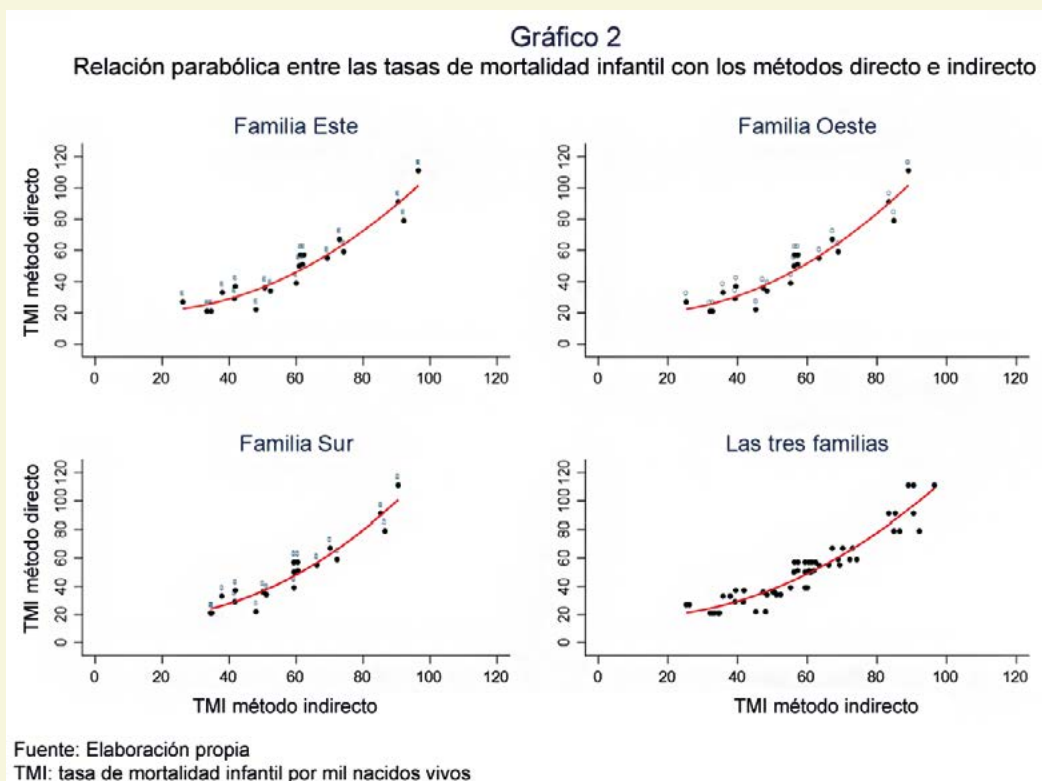 Gráfico 2
Relación parabólica entre las tasas de mortalidad infantil con los métodos directo e indirecto
Familia Este
Familia Oeste
TMI método directo
120
100
80
60
40
20
0
0 20 40 60 80 100 120
120
100
80
60
40
20
0
0 20 40 60 80 100 120
Familia Sur
Las tres familias
TMI método directo
120
100
80
60
40
20
0
0 20 40 60 80 100 120
TMI método indirecto
120
100
80
60
40
20
0
0 20 40 60 80 100 120
TMI método indirecto
Fuente: Elaboración propia
TMI: tasa de mortalidad infantil por mil nacidos vivos